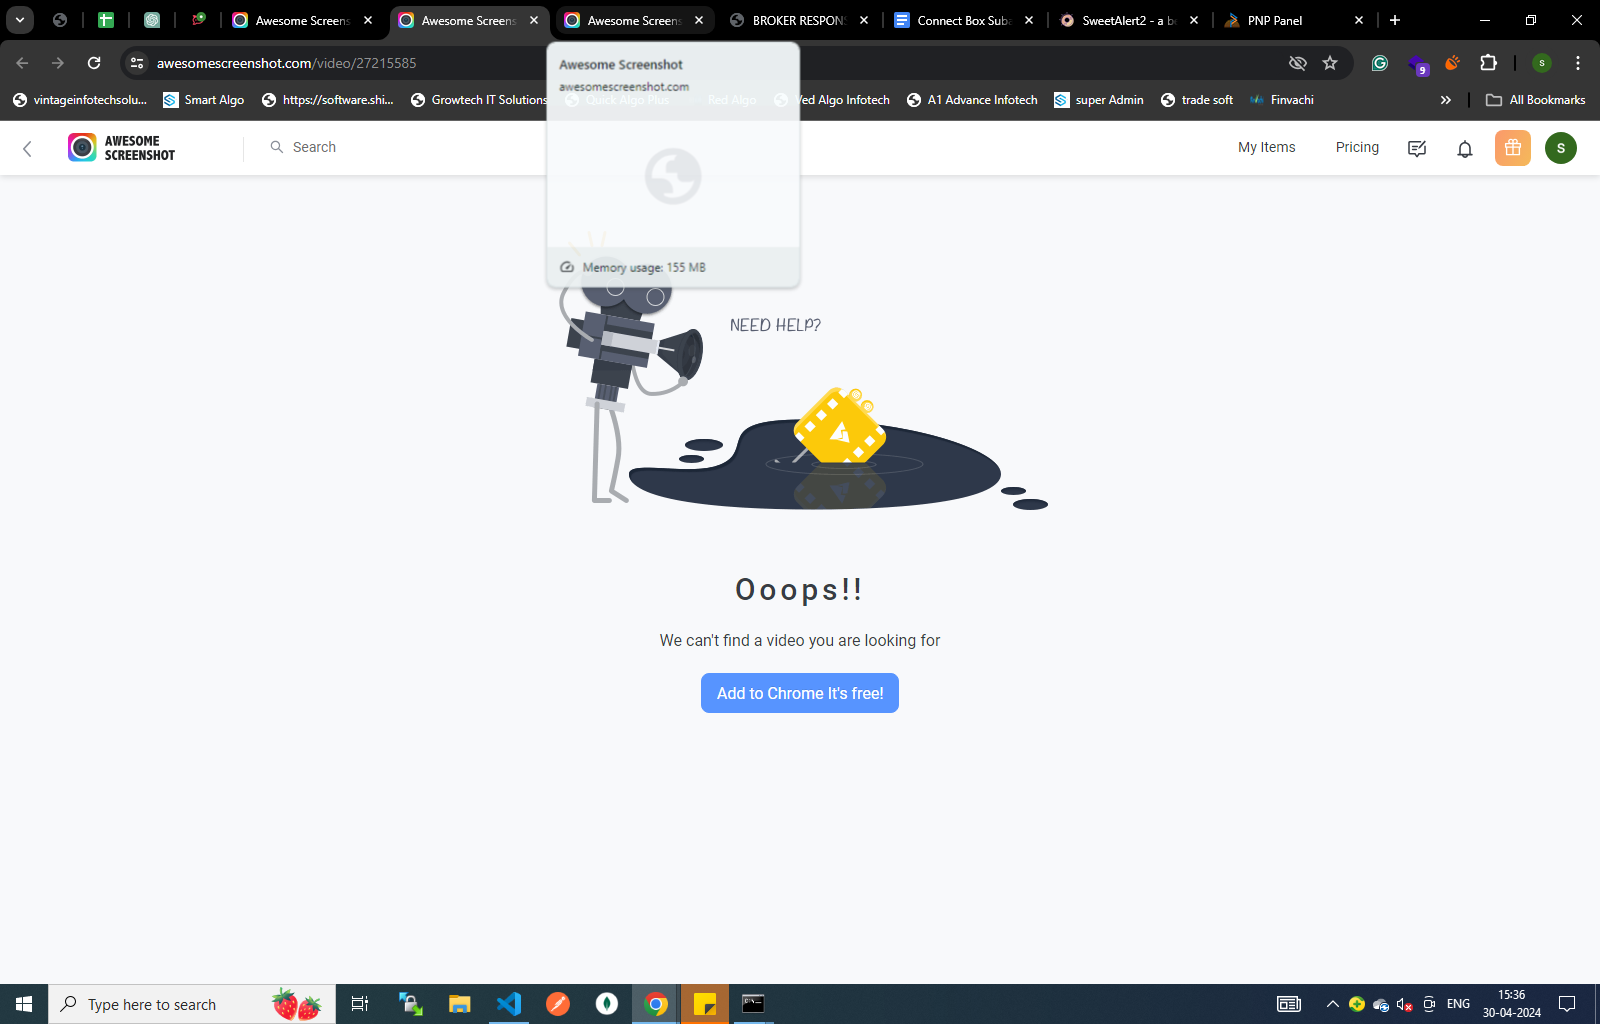 Awesome Screens
Awesome Screens
Awesome Screens
BROKER RESPON
Connect Box Suba
SweetAlert2 - a be
PNP Panel
awesomescreenshot.com/video/27215585
9
s
Awesome Screenshot
awesomescreenshot.com
vintageinfotechsolu...
Smart Algo
https://software.shi...
Growtech IT Solutions
Quick Algo Plus
Red Algo
Ved Algo Infotech
A1 Advance Infotech
super Admin
trade soft
Finvachi
All Bookmarks
AWESOME
SCREENSHOT
Search
My Items
Pricing
S
Memory usage: 155 MB
NEED HELP?
Ooops!!
We can't find a video you are looking for
Add to Chrome It's free!
Type here to search
ENG
15:36
30-04-2024